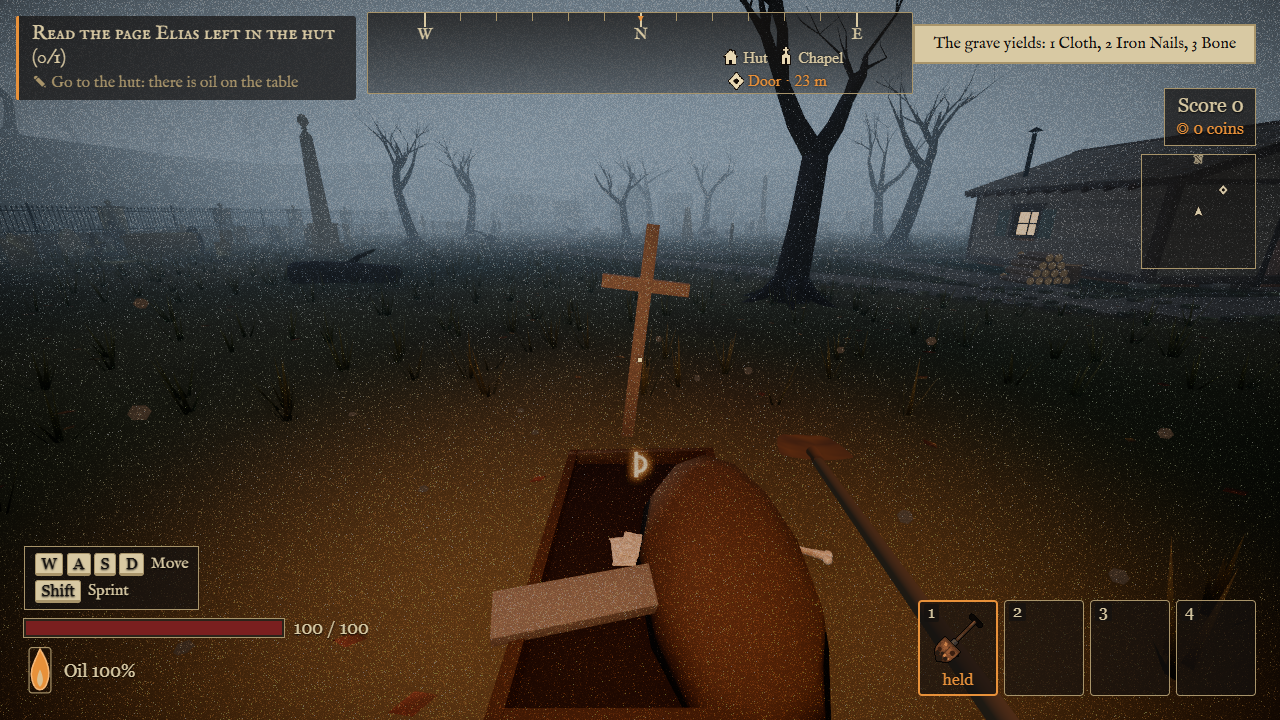 Read the page Elias left in the hut
(0/1)
Go to the hut: there is oil on the table
W N E
Hut Chapel
Door · 23 m
The grave yields: 1 Cloth, 2 Iron Nails, 3 Bone
Score 0
0 coins
Þ
W A S D Move
Shift Sprint
100 / 100
Oil 100%
1 2 3 4
held